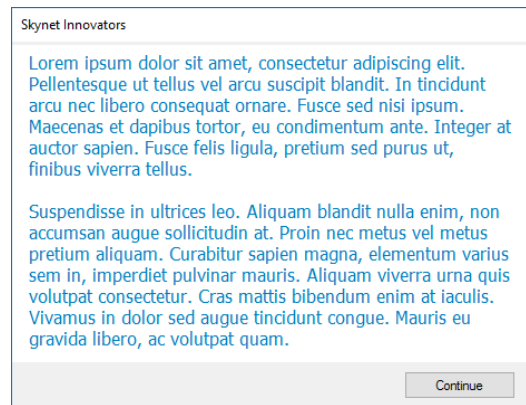 Skynet Innovators
Lorem ipsum dolor sit amet, consectetur adipiscing elit.
Pellentesque ut tellus vel arcu suscipit blandit. In tincidunt
arcu nec libero consequat ornare. Fusce sed nisi ipsum.
Maecenas et dapibus tortor, eu condimentum ante. Integer at
auctor sapien. Fusce felis ligula, pretium sed purus ut,
finibus viverra tellus.
Suspendisse in ultrices leo. Aliquam blandit nulla enim, non
accumsan augue sollicitudin at. Proin nec metus vel metus
pretium aliquam. Curabitur sapien magna, elementum varius
sem in, imperdiet pulvinar mauris. Aliquam viverra urna quis
volutpat consectetur. Cras mattis bibendum enim at iaculis.
Vivamus in dolor sed augue tincidunt congue. Mauris eu
gravida libero, ac volutpat quam.
Continue